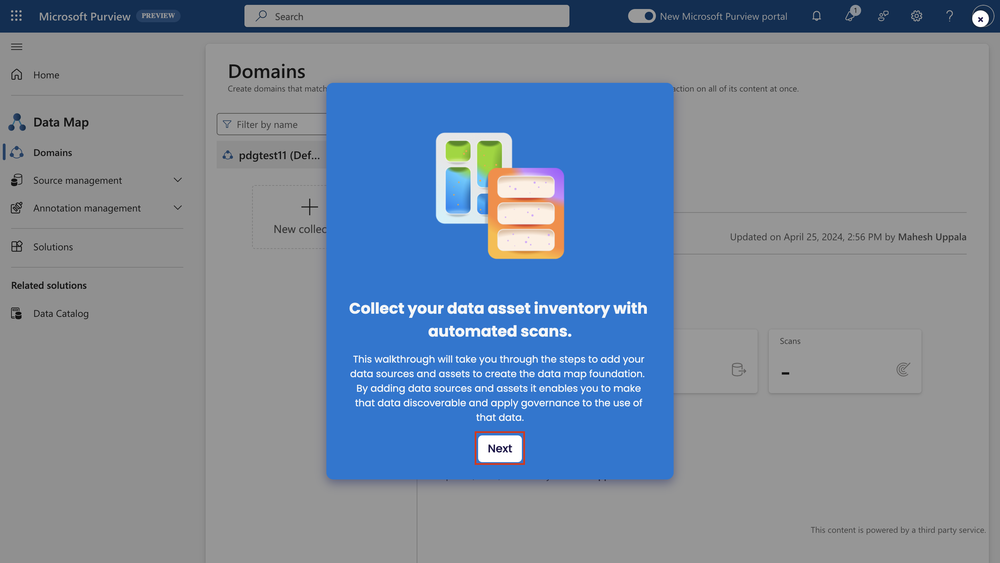 Microsoft Purview PREVIEW
Search
New Microsoft Purview portal
1
Home
Data Map
Domains
Source management
Annotation management
Solutions
Related solutions
Data Catalog
Domains
Create domains that match
action on all of its content at once.
Filter by name
pdgtest11 (Def...
New collec
Updated on April 25, 2024, 2:56 PM by Mahesh Uppala
Scans
-
Collect your data asset inventory with
automated scans.
This walkthrough will take you through the steps to add your
data sources and assets to create the data map foundation.
By adding data sources and assets it enables you to make
that data discoverable and apply governance to the use of
that data.
Next
This content is powered by a third party service.